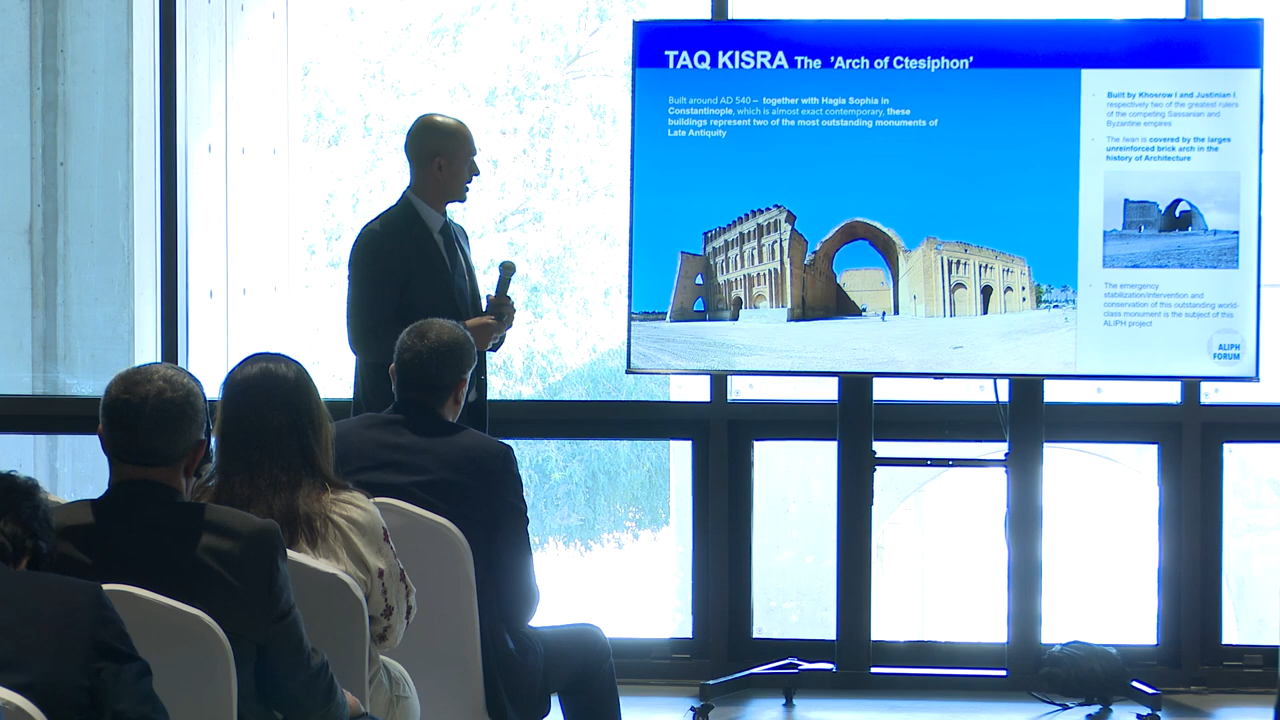 TAQ KISRA The 'Arch of Ctesiphon'
Built around AD 540 – together with Hagia Sophia in
Constantinople, which is almost exact contemporary, these
buildings represent two of the most outstanding monuments of
Late Antiquity
Built by Khosrow I and Justinian I,
respectively two of the greatest rulers
of the competing Sassanian and
Byzantine empires
The Iwan is covered by the larges
unreinforced brick arch in the
history of Architecture
The emergency
stabilization/intervention and
conservation of this outstanding world-
class monument is the subject of this
ALIPH project
ALIPH
FORUM